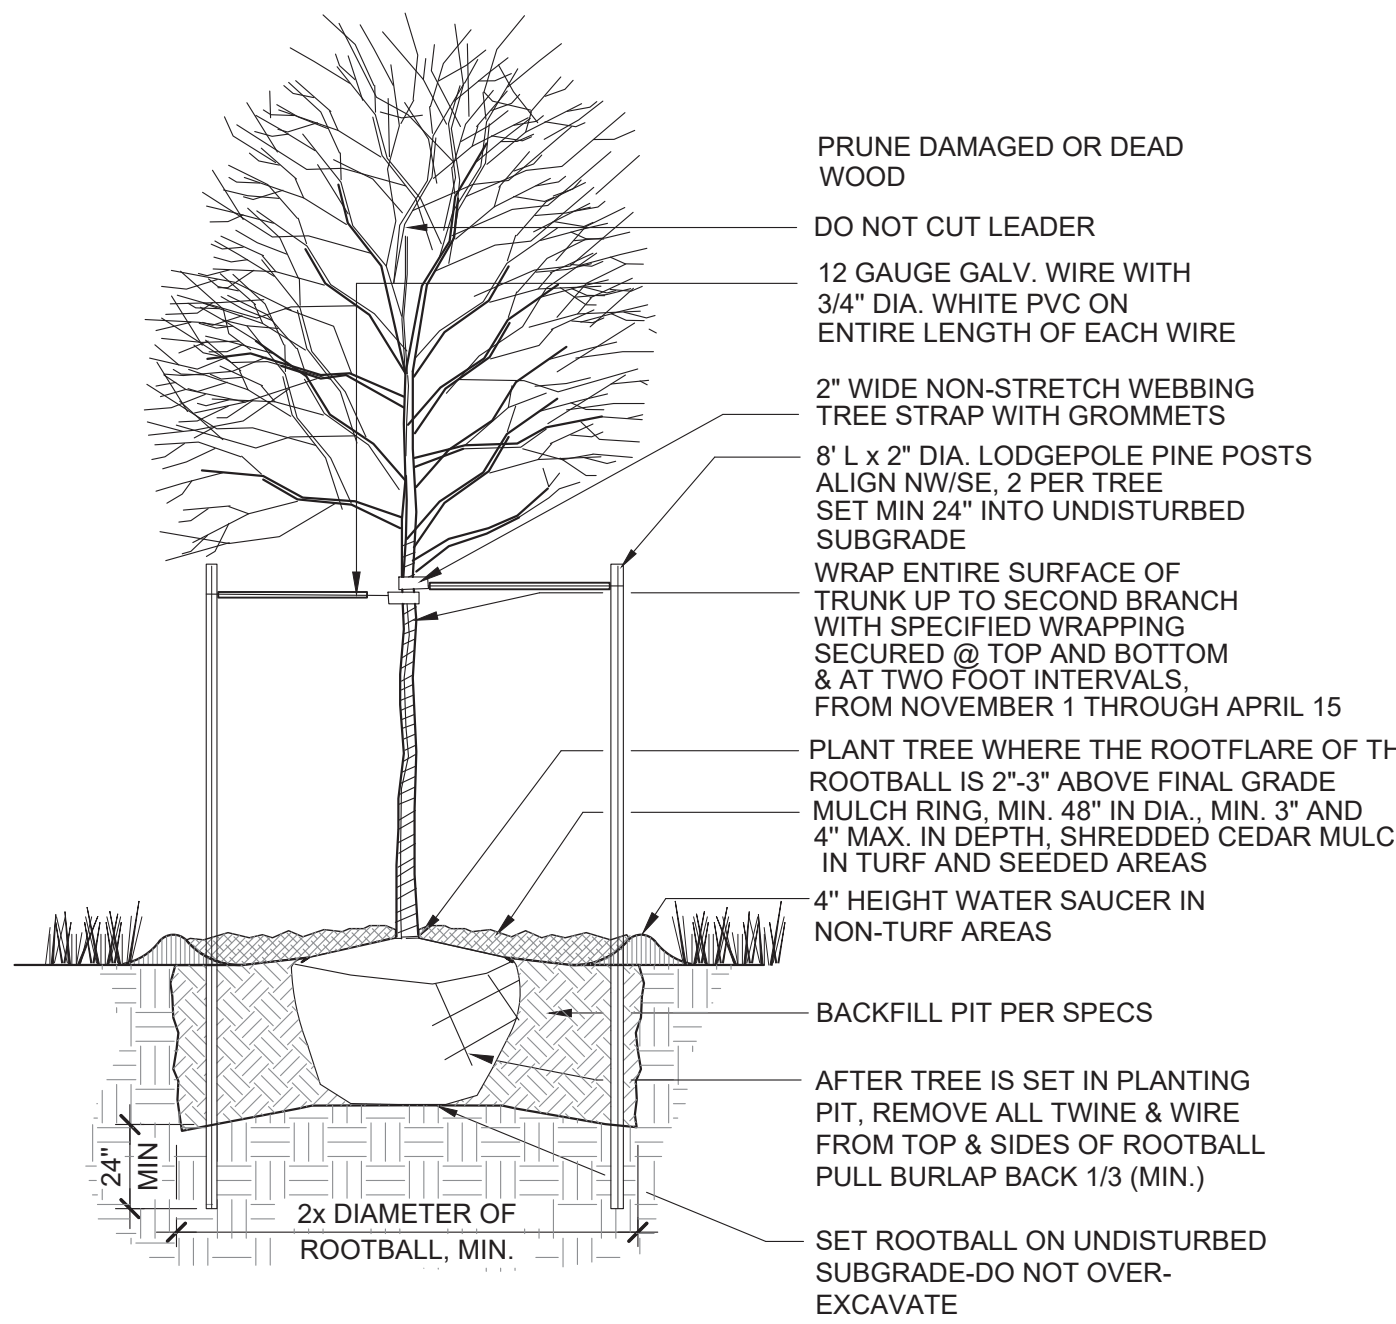 PRUNE DAMAGED OR DEAD
WOOD
DO NOT CUT LEADER
12 GAUGE GALV. WIRE WITH
3/4" DIA. WHITE PVC ON
ENTIRE LENGTH OF EACH WIRE
2" WIDE NON-STRETCH WEBBING
TREE STRAP WITH GROMMETS
8' L x 2" DIA. LODGEPOLE PINE POSTS
ALIGN NW/SE, 2 PER TREE
SET MIN 24" INTO UNDISTURBED
SUBGRADE
WRAP ENTIRE SURFACE OF
TRUNK UP TO SECOND BRANCH
WITH SPECIFIED WRAPPING
SECURED @ TOP AND BOTTOM
& AT TWO FOOT INTERVALS,
FROM NOVEMBER 1 THROUGH APRIL 15
PLANT TREE WHERE THE ROOTFLARE OF TH
ROOTBALL IS 2"-3" ABOVE FINAL GRADE
MULCH RING, MIN. 48" IN DIA., MIN. 3" AND
4" MAX. IN DEPTH, SHREDDED CEDAR MULC
IN TURF AND SEEDED AREAS
4" HEIGHT WATER SAUCER IN
NON-TURF AREAS
BACKFILL PIT PER SPECS
AFTER TREE IS SET IN PLANTING
PIT, REMOVE ALL TWINE & WIRE
FROM TOP & SIDES OF ROOTBALL
PULL BURLAP BACK 1/3 (MIN.)
SET ROOTBALL ON UNDISTURBED
SUBGRADE-DO NOT OVER-
EXCAVATE
24"
MIN
2x DIAMETER OF
ROOTBALL, MIN.